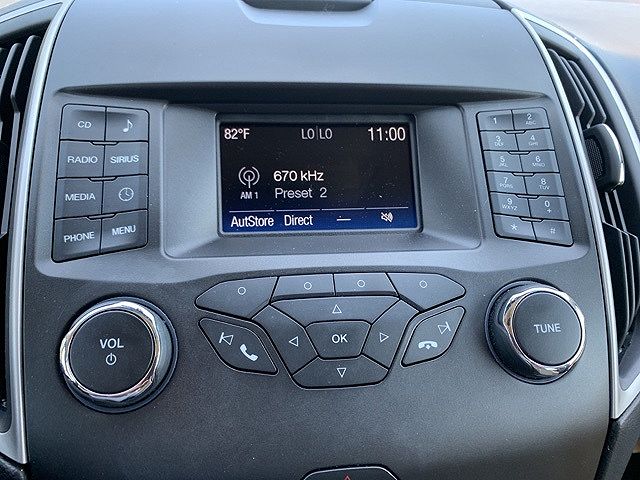 82°F LO LO 11:00
670 kHz
AM 1 Preset 2
AutStore Direct
CD
RADIO SIRIUS
MEDIA
PHONE MENU
1 2 ABC
3 DEF 4 GHI
5 JKL 6 MNO
7 PQRS 8 TUV
9 WXYZ 0 +
* #
VOL
OK
TUNE